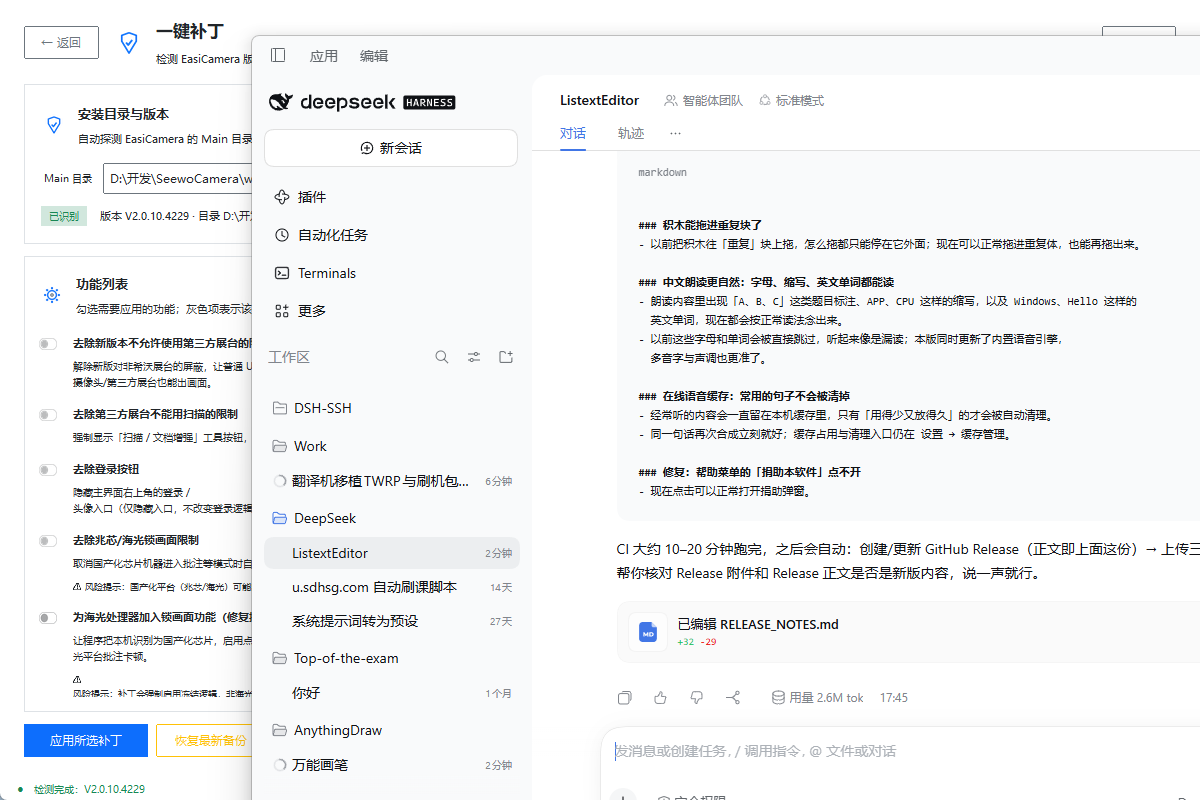 ← 返回
一键补丁
检测 EasiCamera 版
安装目录与版本
自动探测 EasiCamera 的 Main 目录
Main 目录
D:\开发\SeewoCamera\w
已识别
版本 V2.0.10.4229 · 目录 D:\开
功能列表
勾选需要应用的功能；灰色项表示该
去除新版本不允许使用第三方展台的
解除新版对非希沃展台的屏蔽，让普通 U
摄像头/第三方展台也能出画面。
去除第三方展台不能用扫描的限制
强制显示「扫描 / 文档增强」工具按钮，
去除登录按钮
隐藏主界面右上角的登录 /
头像入口（仅隐藏入口，不改变登录逻辑
去除兆芯/海光锁画面限制
取消国产化芯片机器进入批注等模式时自
⚠ 风险提示：国产化平台（兆芯/海光）可能
为海光处理器加入锁画面功能（修复
让程序把本机识别为国产化芯片，启用点
光平台批注卡顿。
⚠
风险提示：补丁会强制启用冻结逻辑，非海光
应用所选补丁
恢复最新备份
检测完成：V2.0.10.4229
应用
编辑
deepseek HARNESS
新会话
插件
自动化任务
Terminals
更多
工作区
DSH-SSH
Work
翻译机移植TWRP与刷机包... 6分钟
DeepSeek
ListextEditor 2分钟
u.sdhsg.com 自动刷课脚本 14天
系统提示词转为预设 27天
Top-of-the-exam
你好 1个月
AnythingDraw
万能画笔 2分钟
ListextEditor
智能体团队
标准模式
对话
轨迹
···
markdown
### 积木能拖进重复块了
- 以前把积木往「重复」块上拖，怎么拖都只能停在它外面；现在可以正常拖进重复体，也能再拖出来。
### 中文朗读更自然：字母、缩写、英文单词都能读
- 朗读内容里出现「A、B、C」这类题目标注、APP、CPU 这样的缩写，以及 Windows、Hello 这样的
英文单词，现在都会按正常读法念出来。
- 以前这些字母和单词会被直接跳过，听起来像是漏读；本版同时更新了内置语音引擎，
多音字与声调也更准了。
### 在线语音缓存：常用的句子不会被清掉
- 经常听的内容会一直留在本机缓存里，只有「用得少又放得久」的才会被自动清理。
- 同一句话再次合成立刻就好；缓存占用与清理入口仍在 设置 → 缓存管理。
### 修复：帮助菜单的「捐助本软件」点不开
- 现在点击可以正常打开捐助弹窗。
CI 大约 10–20 分钟跑完，之后会自动：创建/更新 GitHub Release（正文即上面这份）→ 上传三
帮你核对 Release 附件和 Release 正文是否是新版内容，说一声就行。
MD
已编辑 RELEASE_NOTES.md
+32 -29
用量 2.6M tok
17:45
发消息或创建任务, / 调用指令, @ 文件或对话